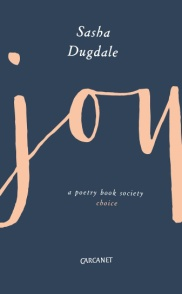 Sasha
Dugdale
joy
a poetry book society
choice
CARCANET